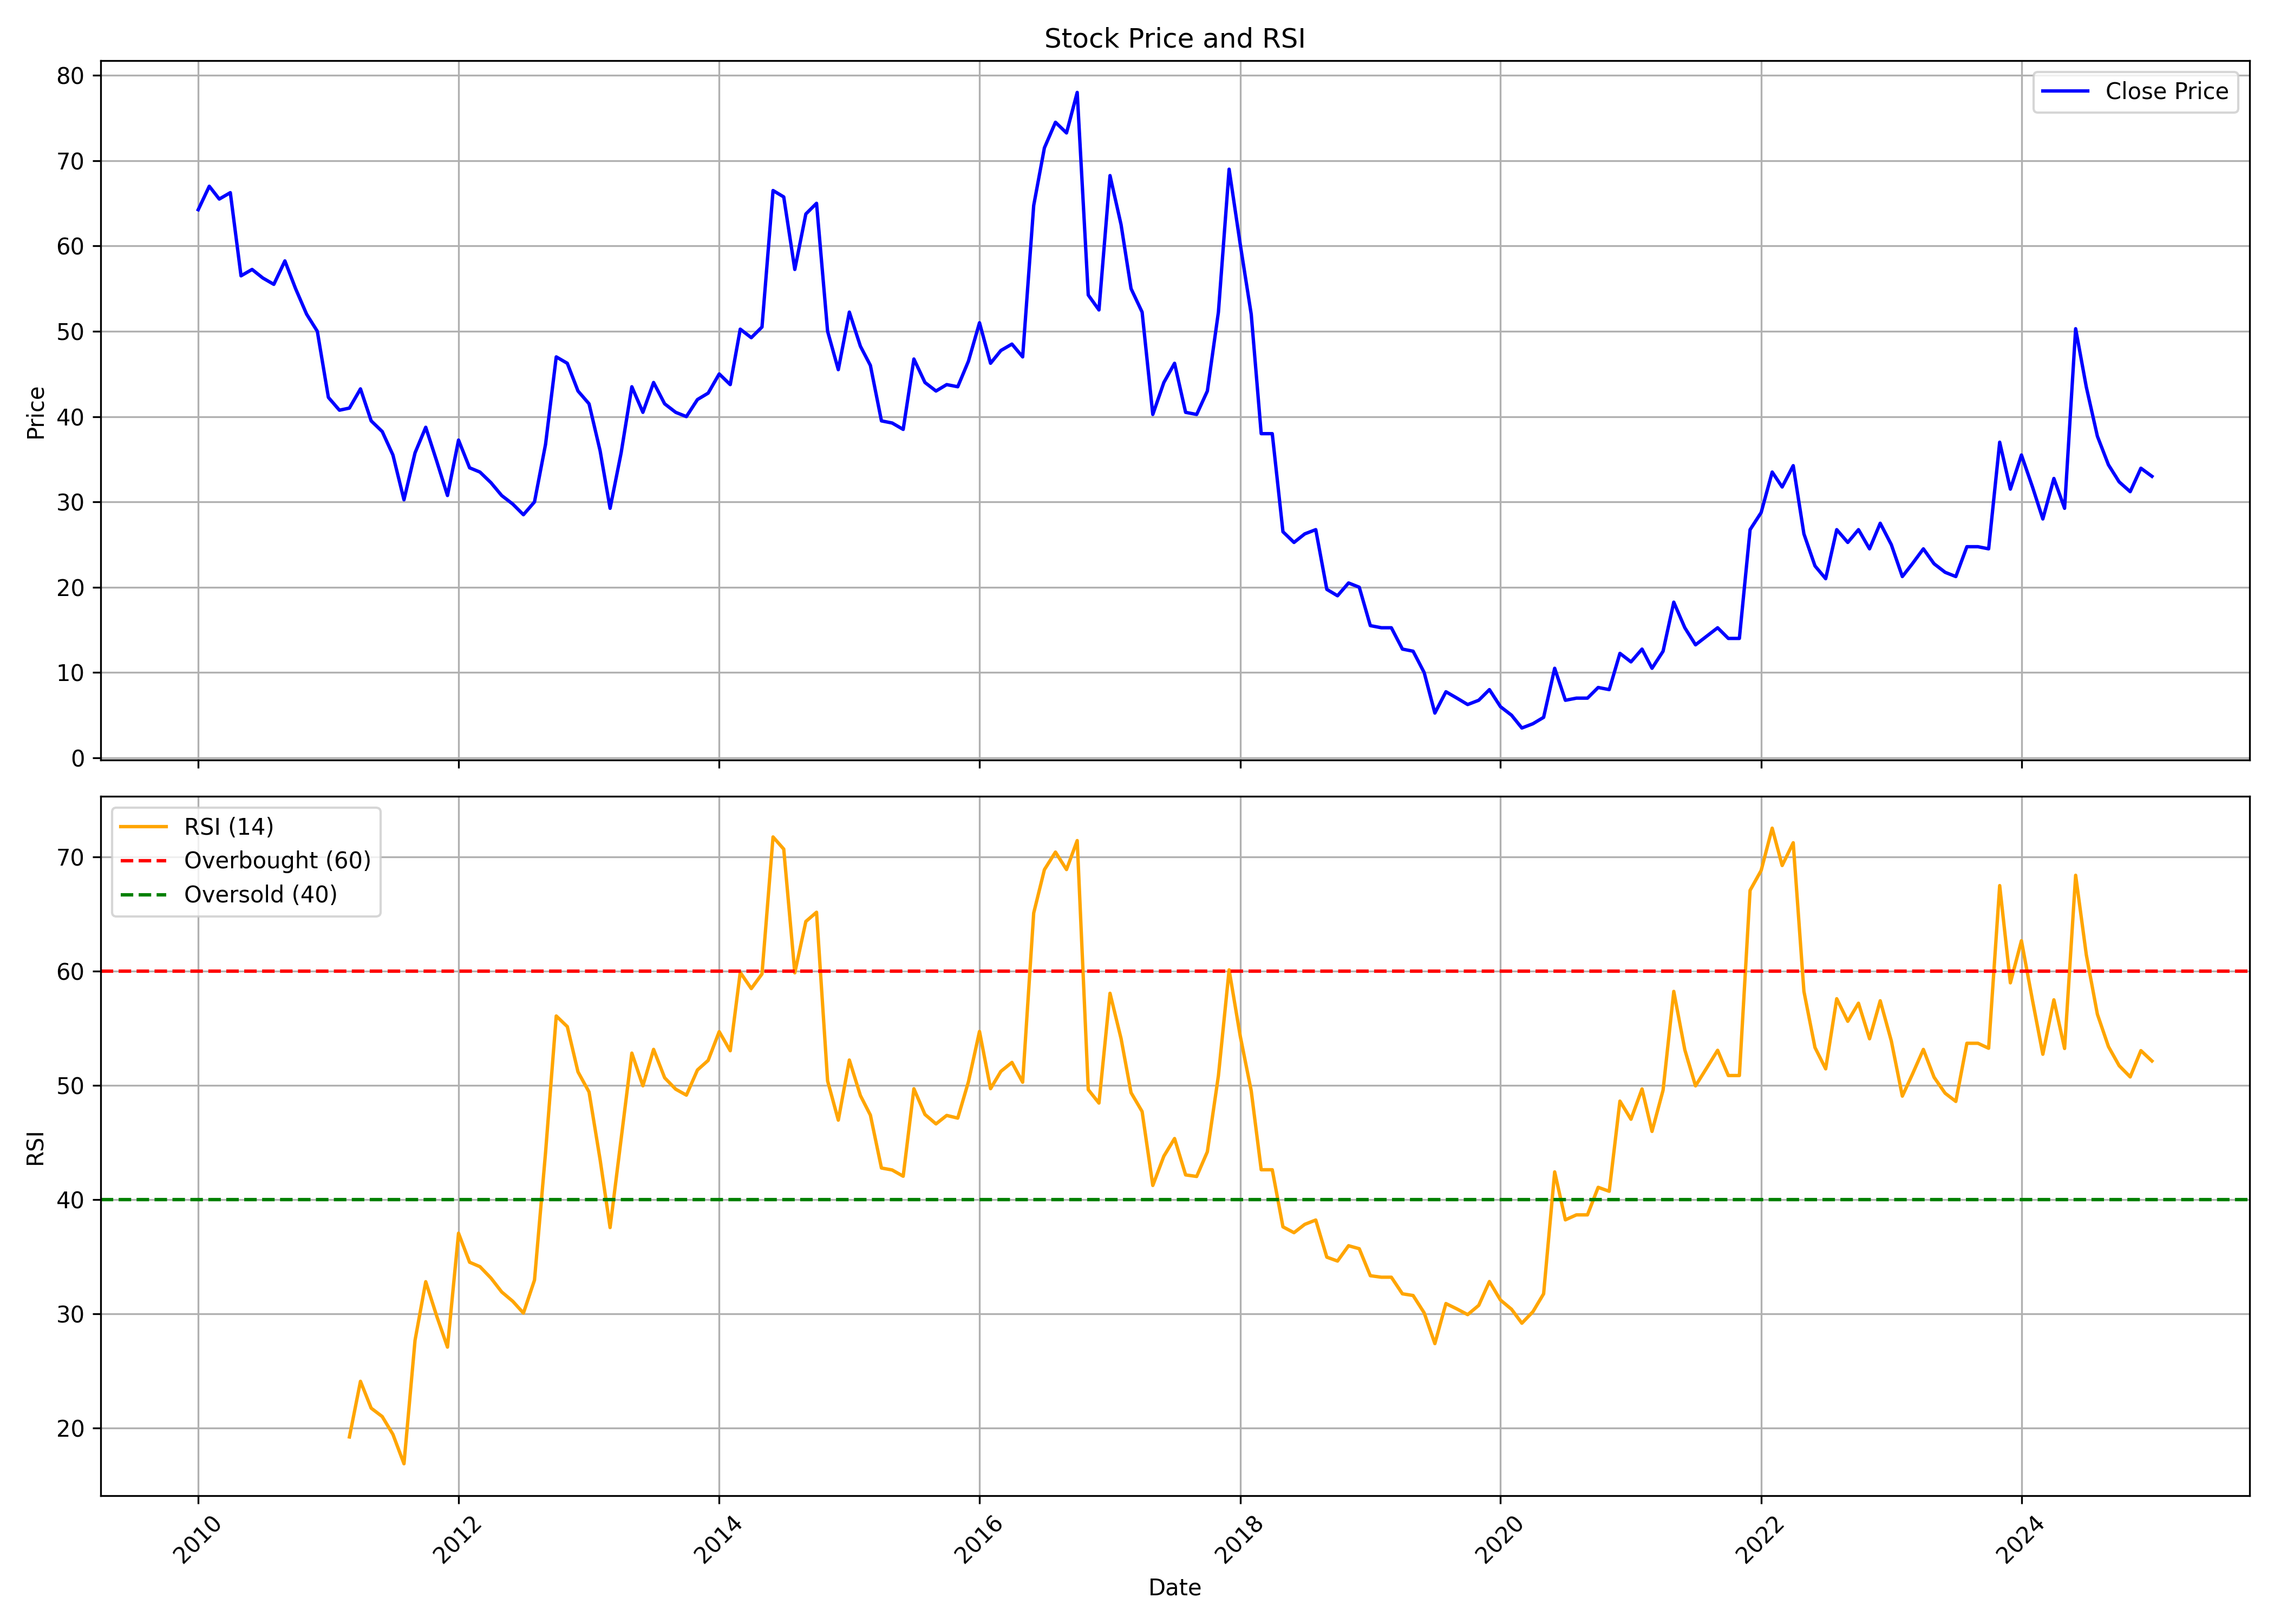 Stock Price and RSI
80
70
60
50
40
30
20
10
0
Price
Close Price
RSI (14)
Overbought (60)
Oversold (40)
70
60
50
40
30
20
RSI
2010
2012
2014
2016
2018
2020
2022
2024
Date